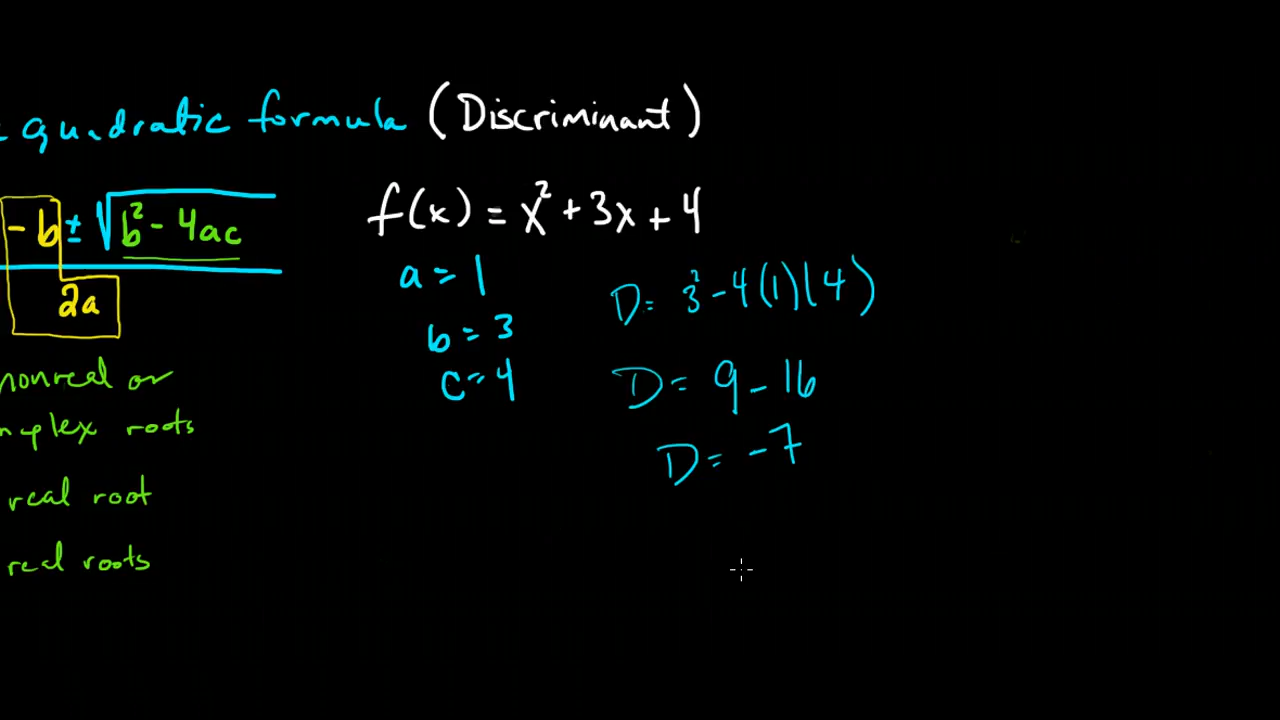 quadratic formula (Discriminant)
-b ± √b² - 4ac
2a
nonreal or
mplex roots
real root
real roots
f(x) = x² + 3x + 4
a = 1
b = 3
c = 4
D = 3² - 4(1)(4)
D = 9 - 16
D = -7